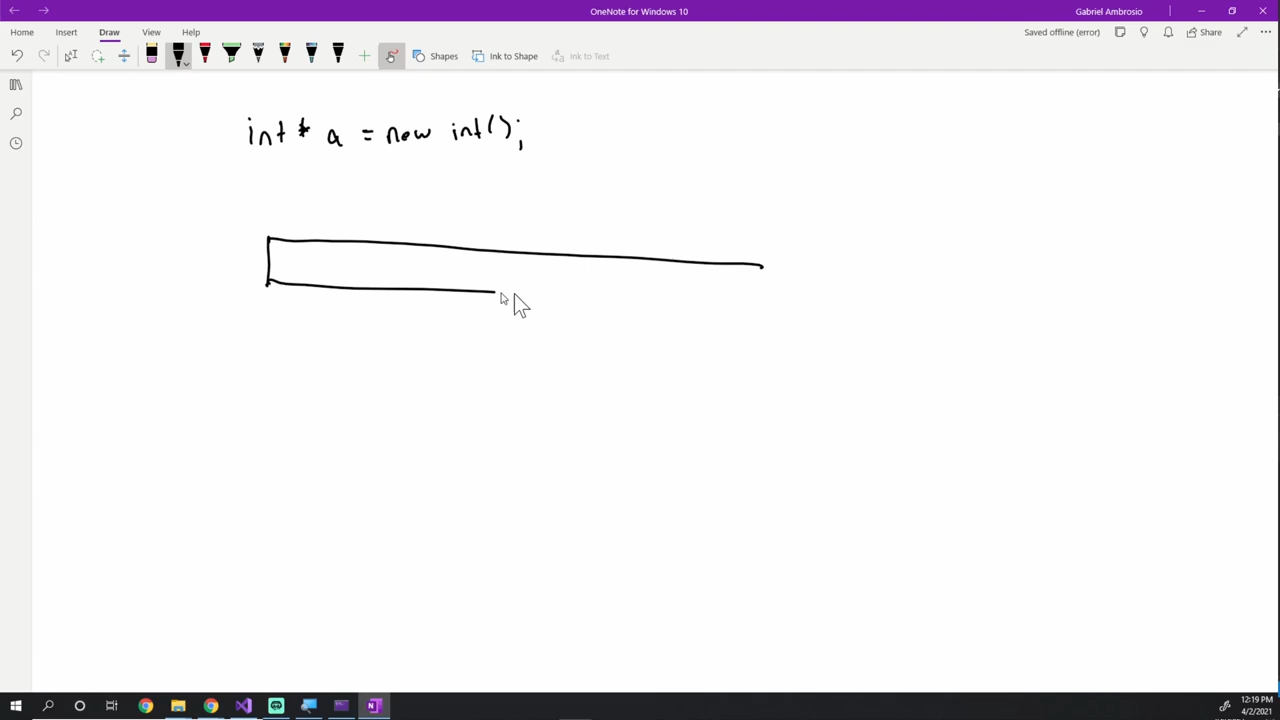 OneNote for Windows 10
Gabriel Ambrosio
Home Insert Draw View Help
Saved offline (error)
Share
Shapes
Ink to Shape
Ink to Text
int* a = new int();
12:19 PM
4/2/2021